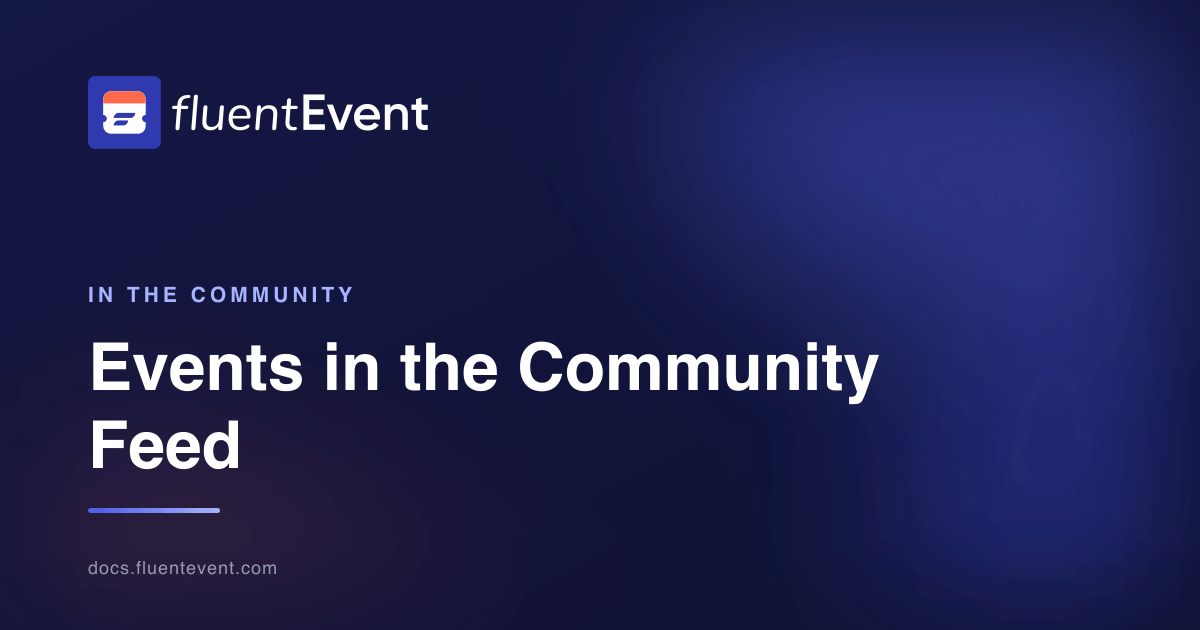 fluentEvent
IN THE COMMUNITY
Events in the Community
Feed
docs.fluentevent.com